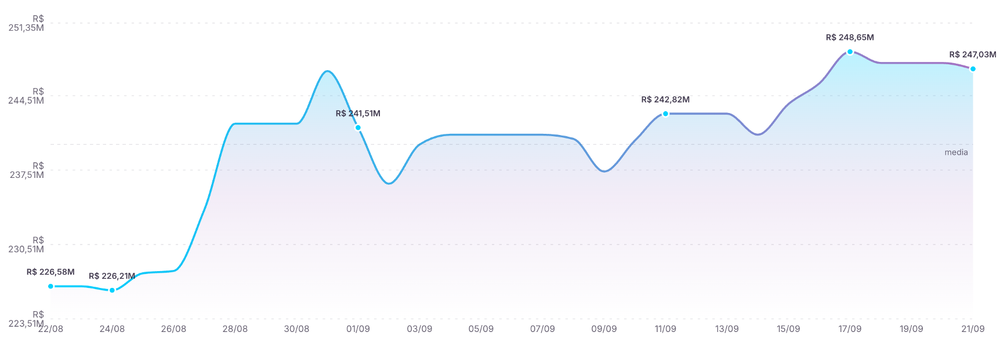 R$
251,35M
R$ 248,65M
R$ 247,03M
R$
244,51M
R$ 242,82M
R$ 241,51M
media
R$
237,51M
R$
230,51M
R$ 226,58M
R$ 226,21M
R$
223,51M
22/08 24/08 26/08 28/08 30/08 01/09 03/09 05/09 07/09 09/09 11/09 13/09 15/09 17/09 19/09 21/09